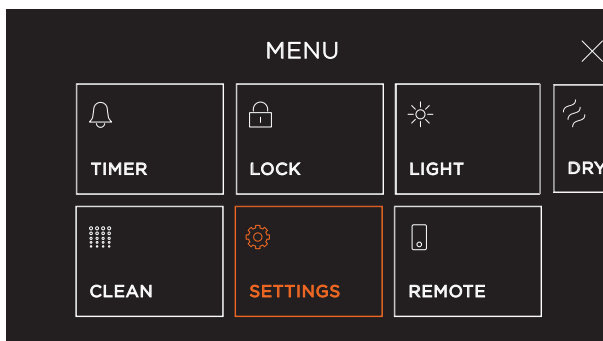 MENU
TIMER
LOCK
LIGHT
DRY
CLEAN
SETTINGS
REMOTE